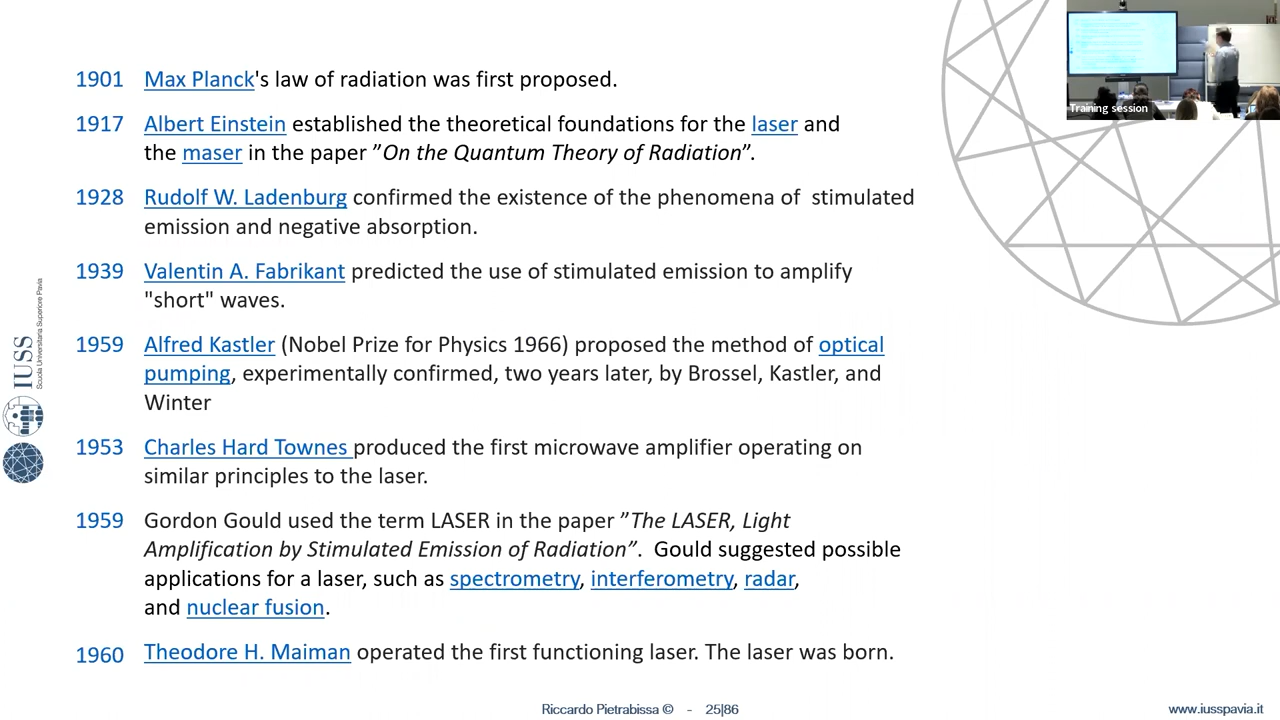 1901 Max Planck's law of radiation was first proposed.
1917 Albert Einstein established the theoretical foundations for the laser and
the maser in the paper ”On the Quantum Theory of Radiation”.
1928 Rudolf W. Ladenburg confirmed the existence of the phenomena of stimulated
emission and negative absorption.
1939 Valentin A. Fabrikant predicted the use of stimulated emission to amplify
"short" waves.
1959 Alfred Kastler (Nobel Prize for Physics 1966) proposed the method of optical
pumping, experimentally confirmed, two years later, by Brossel, Kastler, and
Winter
1953 Charles Hard Townes produced the first microwave amplifier operating on
similar principles to the laser.
1959 Gordon Gould used the term LASER in the paper ”The LASER, Light
Amplification by Stimulated Emission of Radiation”. Gould suggested possible
applications for a laser, such as spectrometry, interferometry, radar,
and nuclear fusion.
1960 Theodore H. Maiman operated the first functioning laser. The laser was born.
Training session
IUSS
Scuola Universitaria Superiore Pavia
Riccardo Pietrabissa © - 25|86
www.iusspavia.it